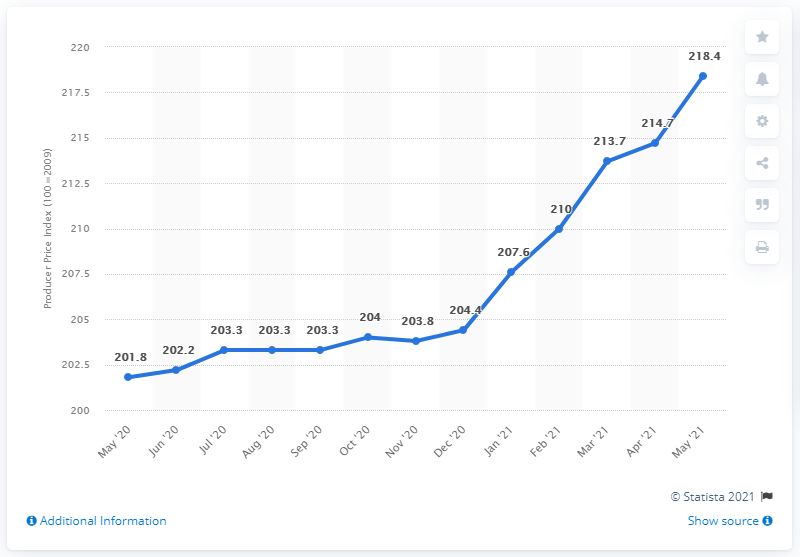 220
217.5
215
212.5
210
207.5
205
202.5
200
Producer Price Index (100=2009)
201.8
202.2
203.3
203.3
203.3
204
203.8
204.4
207.6
210
213.7
214.7
218.4
May '20
Jun '20
Jul '20
Aug '20
Sep '20
Oct '20
Nov '20
Dec '20
Jan '21
Feb '21
Mar '21
Apr '21
May '21
© Statista 2021
Additional Information
Show source